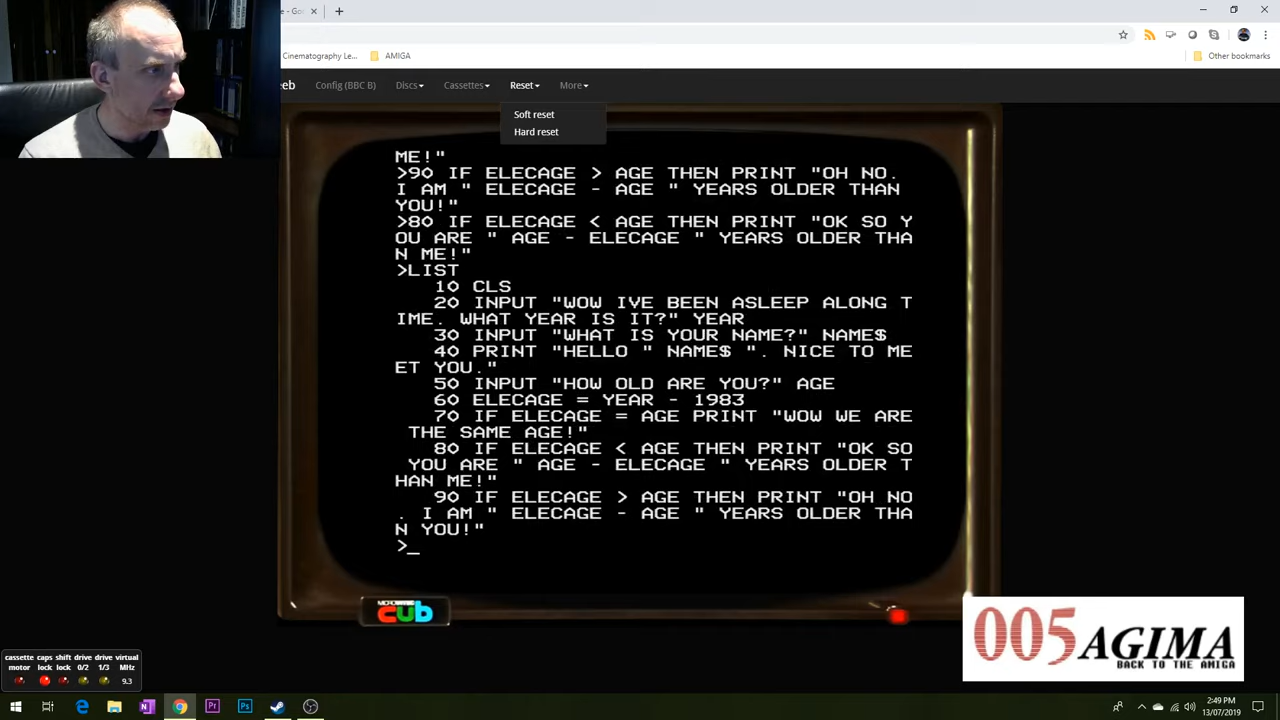 - Goo
Cinematography Le...
AMIGA
Other bookmarks
eeb
Config (BBC B)
Discs
Cassettes
Reset
More
Soft reset
Hard reset
ME!"
>90 IF ELECAGE > AGE THEN PRINT "OH NO.
I AM " ELECAGE - AGE " YEARS OLDER THAN
YOU!"
>80 IF ELECAGE < AGE THEN PRINT "OK SO Y
OU ARE " AGE - ELECAGE " YEARS OLDER THA
N ME!"
>LIST
10 CLS
20 INPUT "WOW IVE BEEN ASLEEP ALONG T
IME. WHAT YEAR IS IT?" YEAR
30 INPUT "WHAT IS YOUR NAME?" NAME$
40 PRINT "HELLO " NAME$ ". NICE TO ME
ET YOU."
50 INPUT "HOW OLD ARE YOU?" AGE
60 ELECAGE = YEAR - 1983
70 IF ELECAGE = AGE PRINT "WOW WE ARE
THE SAME AGE!"
80 IF ELECAGE < AGE THEN PRINT "OK SO
YOU ARE " AGE - ELECAGE " YEARS OLDER T
HAN ME!"
90 IF ELECAGE > AGE THEN PRINT "OH NO
. I AM " ELECAGE - AGE " YEARS OLDER THA
N YOU!"
>_
MICROVITEC
cub
005AGIMA
BACK TO THE AMIGA
cassette motor
caps lock
shift lock
drive 0/2
drive 1/3
virtual MHz
9.3
2:49 PM
13/07/2019